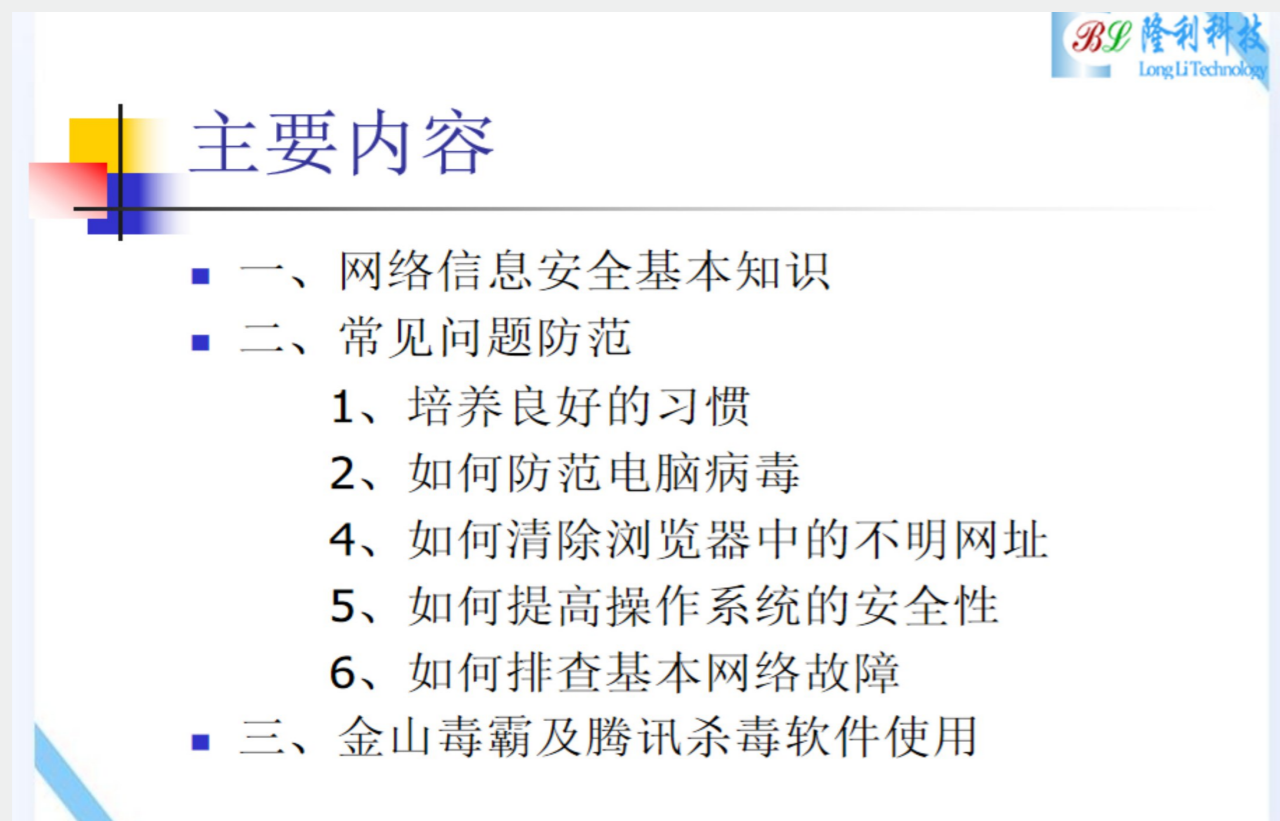 BL 隆利科技
Long Li Technology
主要内容
一、网络信息安全基本知识
二、常见问题防范
1、培养良好的习惯
2、如何防范电脑病毒
4、如何清除浏览器中的不明网址
5、如何提高操作系统的安全性
6、如何排查基本网络故障
三、金山毒霸及腾讯杀毒软件使用